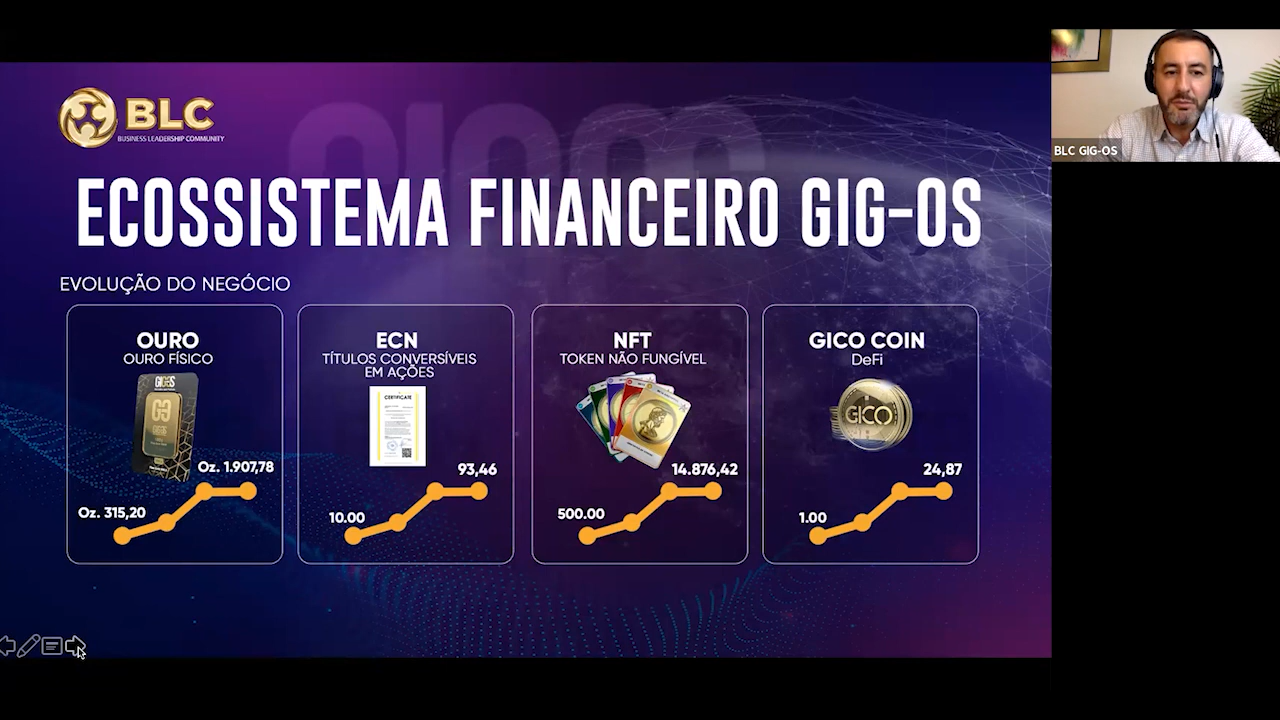 BLC
BUSINESS LEADERSHIP COMMUNITY
ECOSSISTEMA FINANCEIRO GIG-OS
EVOLUÇÃO DO NEGÓCIO
OURO
OURO FÍSICO
Oz. 1.907,78
Oz. 315,20
ECN
TÍTULOS CONVERSÍVEIS
EM AÇÕES
CERTIFICATE
93,46
10.00
NFT
TOKEN NÃO FUNGÍVEL
14.876,42
500.00
GICO COIN
DeFi
GICO
24,87
1.00
BLC GIG-OS